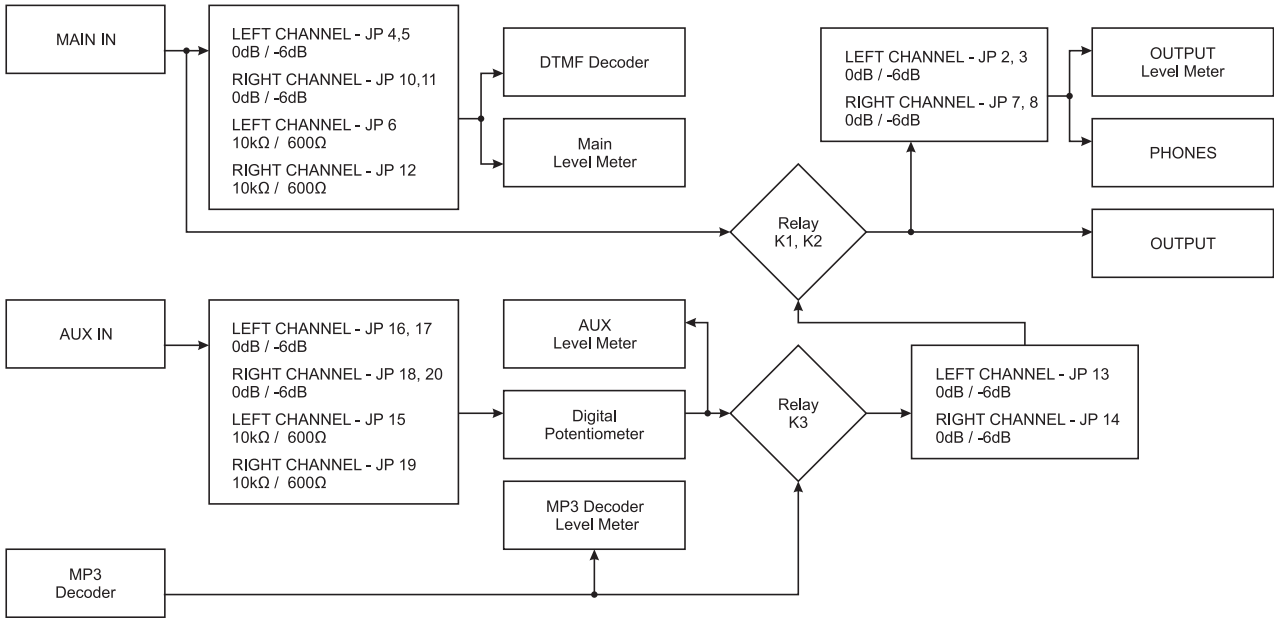 MAIN IN
LEFT CHANNEL - JP 4,5
0dB / -6dB
RIGHT CHANNEL - JP 10,11
0dB / -6dB
LEFT CHANNEL - JP 6
10kΩ / 600Ω
RIGHT CHANNEL - JP 12
10kΩ / 600Ω
DTMF Decoder
Main
Level Meter
LEFT CHANNEL - JP 2, 3
0dB / -6dB
RIGHT CHANNEL - JP 7, 8
0dB / -6dB
OUTPUT
Level Meter
PHONES
Relay
K1, K2
OUTPUT
AUX IN
LEFT CHANNEL - JP 16, 17
0dB / -6dB
RIGHT CHANNEL - JP 18, 20
0dB / -6dB
LEFT CHANNEL - JP 15
10kΩ / 600Ω
RIGHT CHANNEL - JP 19
10kΩ / 600Ω
AUX
Level Meter
Digital
Potentiometer
Relay
K3
LEFT CHANNEL - JP 13
0dB / -6dB
RIGHT CHANNEL - JP 14
0dB / -6dB
MP3 Decoder
Level Meter
MP3
Decoder